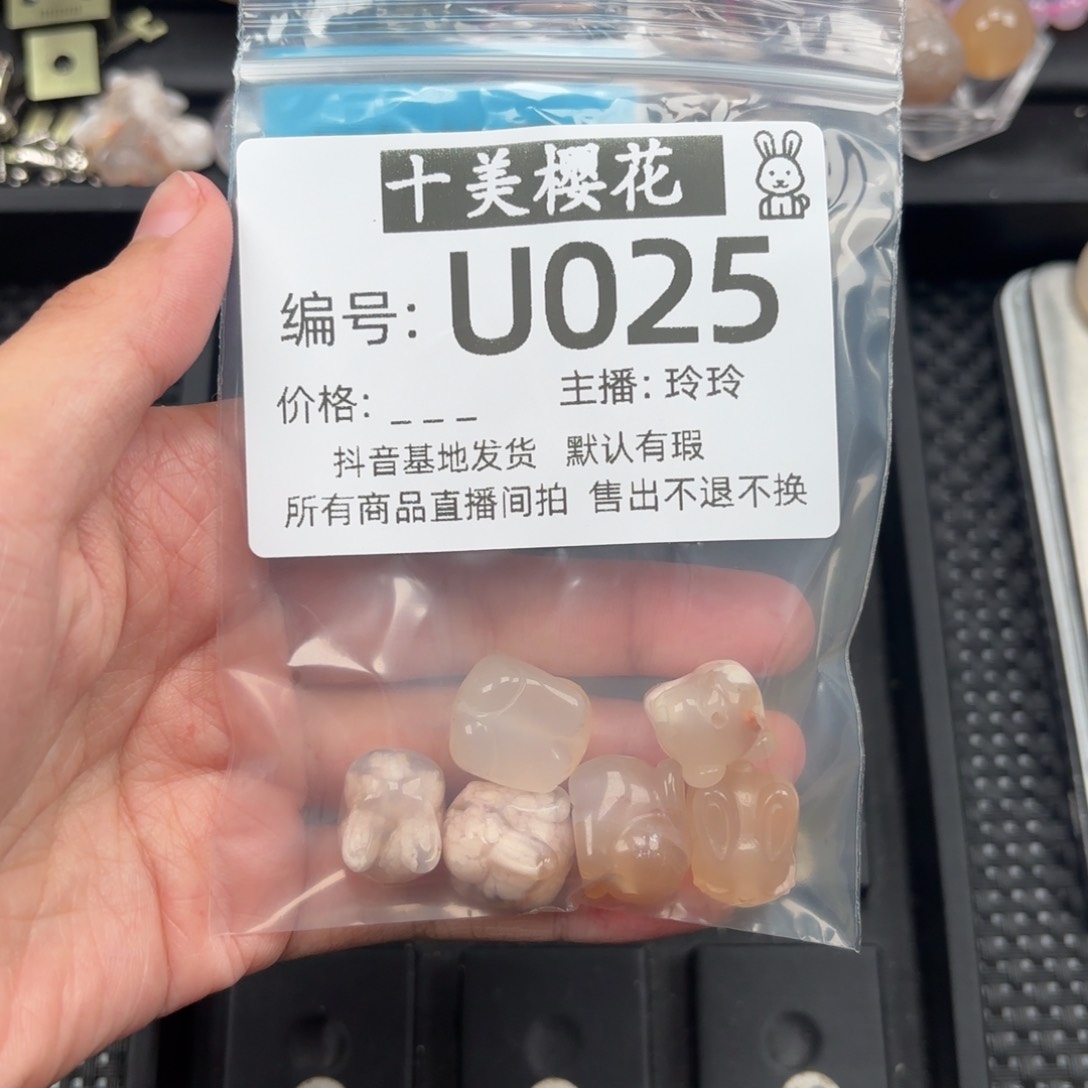 十美樱花
编号: U025
价格: _ _ _ 主播: 玲玲
抖音基地发货 默认有瑕
所有商品直播间拍 售出不退不换